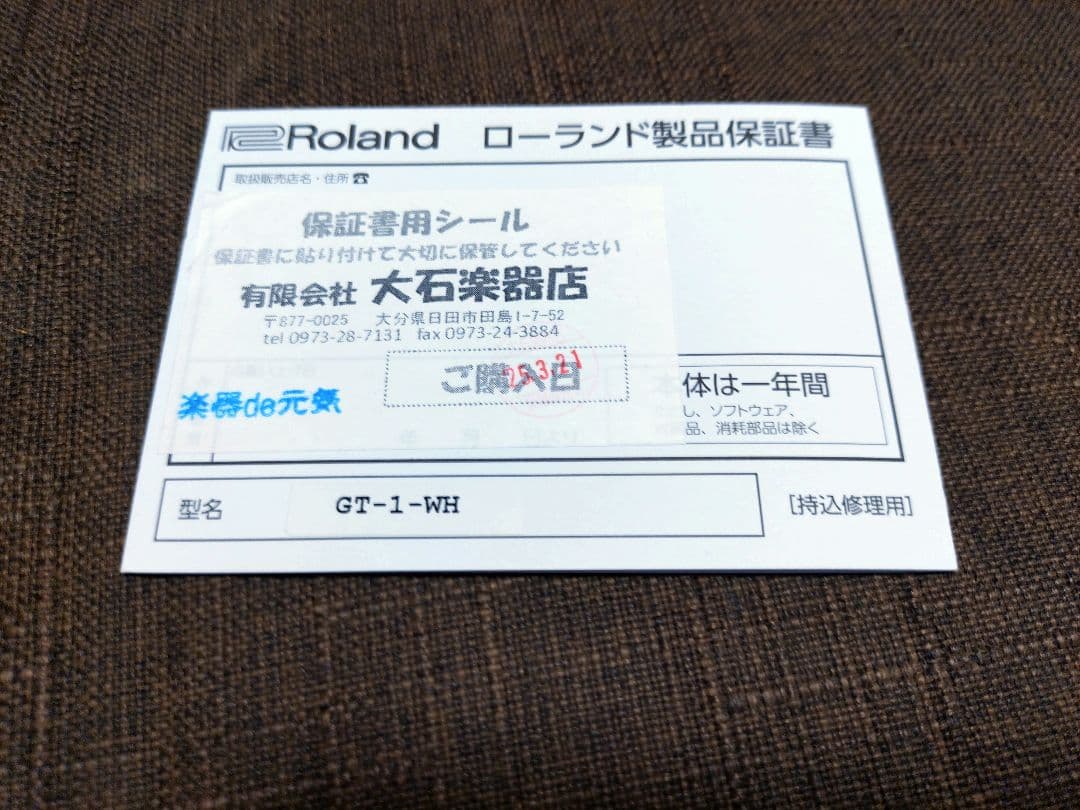 Roland ローランド製品保証書
取扱販売店名・住所☎
保証書用シール
保証書に貼り付けて大切に保管してください
有限会社 大石楽器店
〒877-0025 大分県日田市田島1-7-52
tel 0973-28-7131 fax 0973-24-3884
ご購入日
25.3.21
楽器de元気
本体は一年間
し、ソフトウェア、
品、消耗部品は除く
型名 GT-1-WH
[持込修理用]